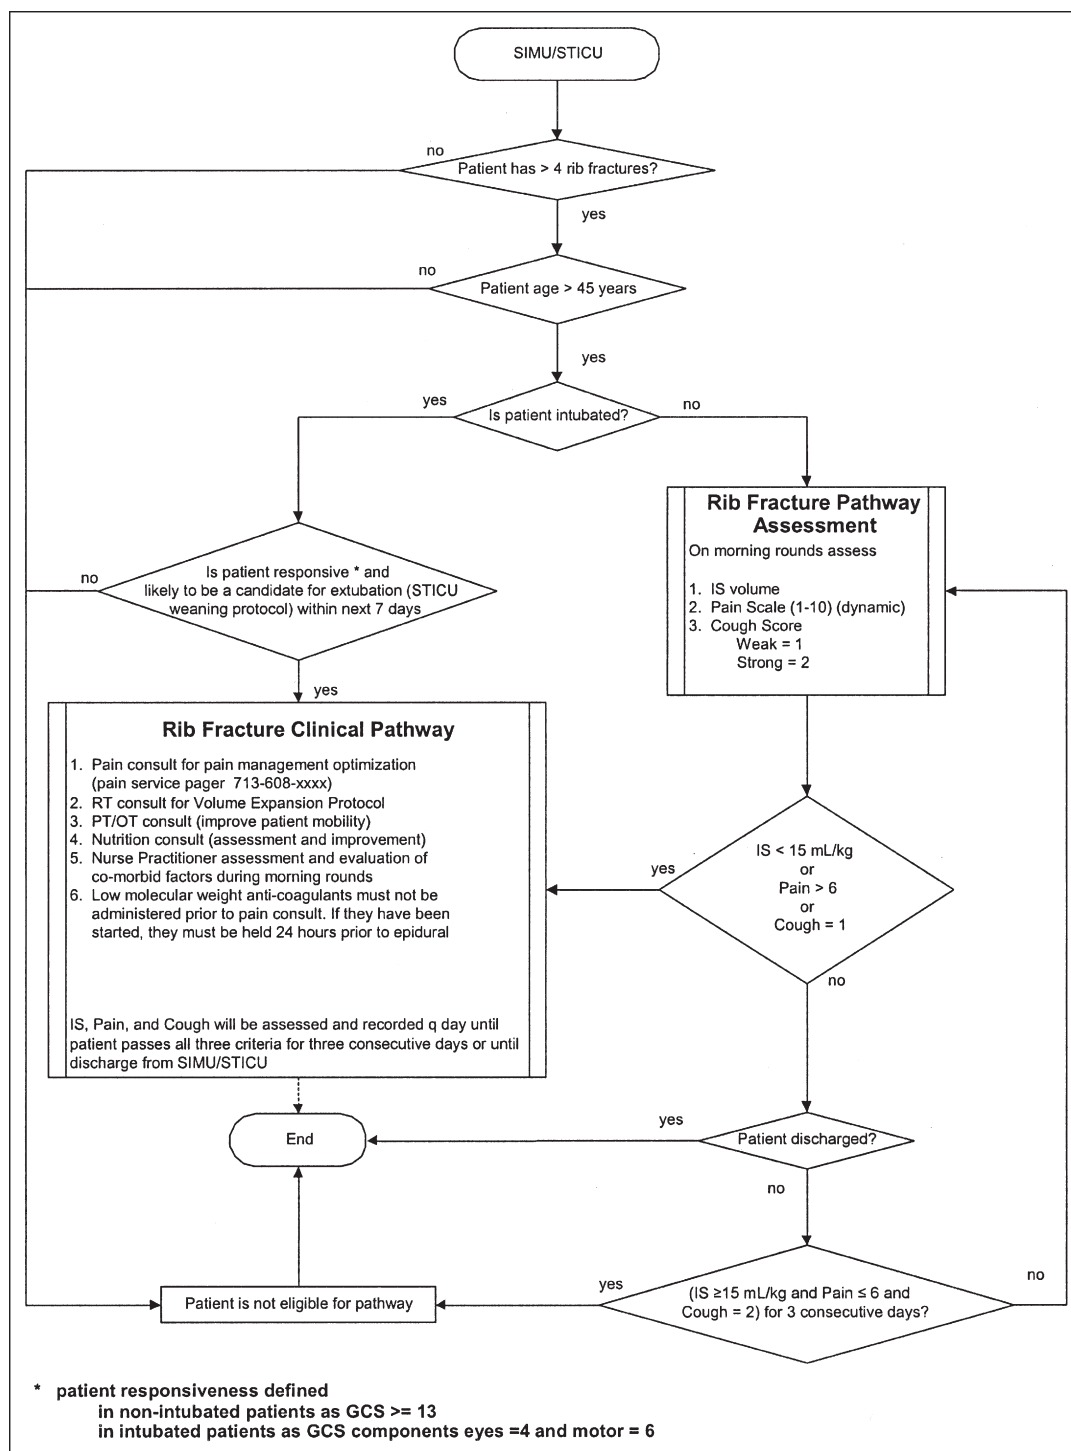 SIMU/STICU
no
Patient has > 4 rib fractures?
yes
no
Patient age > 45 years
yes
yes
Is patient intubated?
no
Rib Fracture Pathway
Assessment
On morning rounds assess
1. IS volume
2. Pain Scale (1-10) (dynamic)
3. Cough Score
Weak = 1
Strong = 2
no
Is patient responsive * and
likely to be a candidate for extubation (STICU
weaning protocol) within next 7 days
yes
Rib Fracture Clinical Pathway
1. Pain consult for pain management optimization
(pain service pager 713-608-xxxx)
2. RT consult for Volume Expansion Protocol
3. PT/OT consult (improve patient mobility)
4. Nutrition consult (assessment and improvement)
5. Nurse Practitioner assessment and evaluation of
co-morbid factors during morning rounds
6. Low molecular weight anti-coagulants must not be
administered prior to pain consult. If they have been
started, they must be held 24 hours prior to epidural
IS, Pain, and Cough will be assessed and recorded q day until
patient passes all three criteria for three consecutive days or until
discharge from SIMU/STICU
yes
IS < 15 mL/kg
or
Pain > 6
or
Cough = 1
no
End
yes
Patient discharged?
no
Patient is not eligible for pathway
yes
(IS ≥15 mL/kg and Pain ≤ 6 and
Cough = 2) for 3 consecutive days?
no
* patient responsiveness defined
in non-intubated patients as GCS >= 13
in intubated patients as GCS components eyes =4 and motor = 6